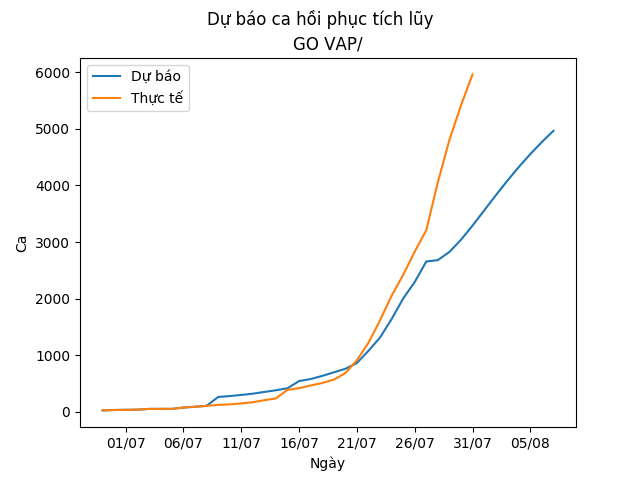 Dự báo ca hồi phục tích lũy
GO VAP/
Dự báo
Thực tế
6000
5000
4000
3000
2000
1000
0
Ca
01/07 06/07 11/07 16/07 21/07 26/07 31/07 05/08
Ngày